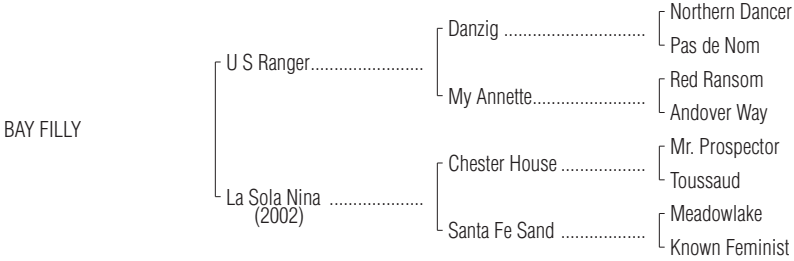 Northern Dancer
Danzig ..............................
Pas de Nom
U S Ranger........................
Red Ransom
My Annette........................
Andover Way
BAY FILLY
Mr. Prospector
Chester House ..................
Toussaud
La Sola Nina ....................
(2002)
Meadowlake
Santa Fe Sand ..................
Known Feminist